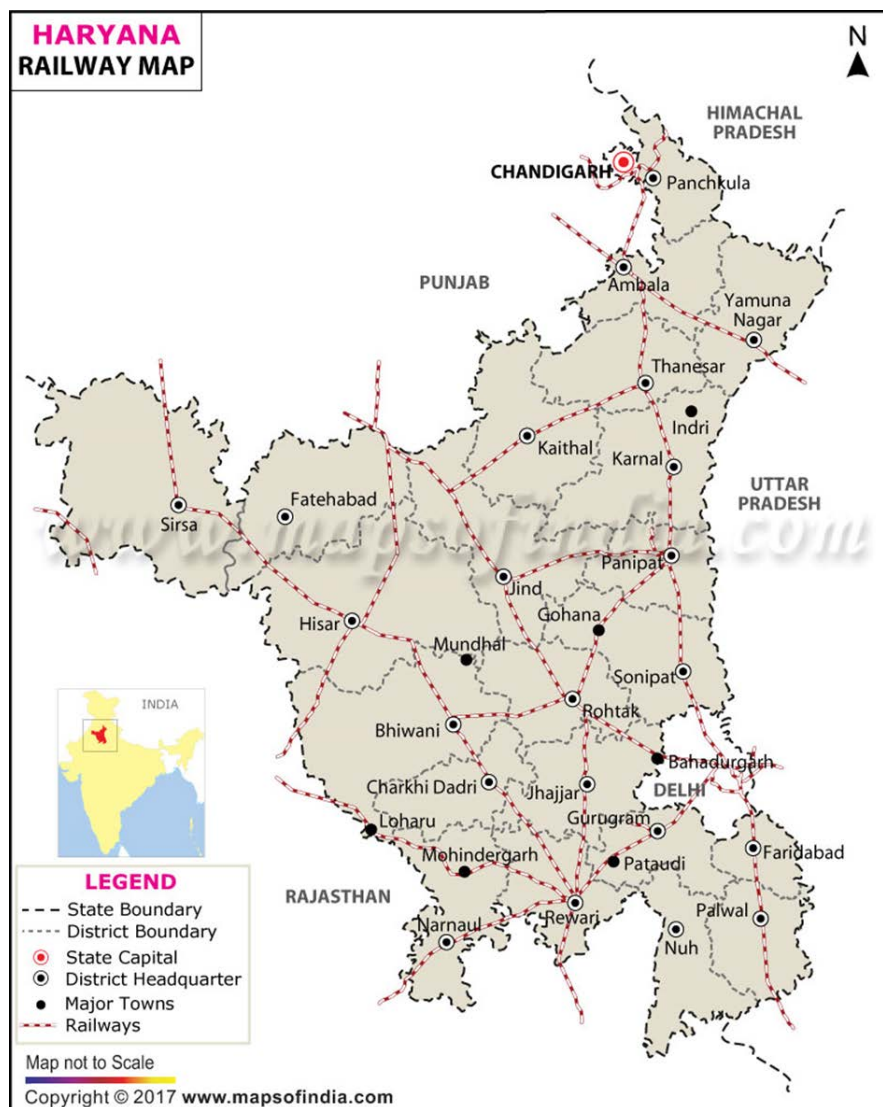 HARYANA
RAILWAY MAP
N
HIMACHAL
PRADESH
CHANDIGARH
Panchkula
PUNJAB
Ambala
Yamuna
Nagar
Thanesar
Indri
Kaithal
Karnal
UTTAR
PRADESH
Fatehabad
Sirsa
www.mapsofindia.com
Panipat
Jind
Gohana
Hisar
Mundhal
Sonipat
INDIA
Rohtak
Bhiwani
Bahadurgarh
Charkhi Dadri
Jhajjar
DELHI
Loharu
Gurugram
Mohindergarh
Pataudi
Faridabad
RAJASTHAN
Rewari
Palwal
Narnaul
Nuh
LEGEND
State Boundary
District Boundary
State Capital
District Headquarter
Major Towns
Railways
Map not to Scale
Copyright © 2017 www.mapsofindia.com